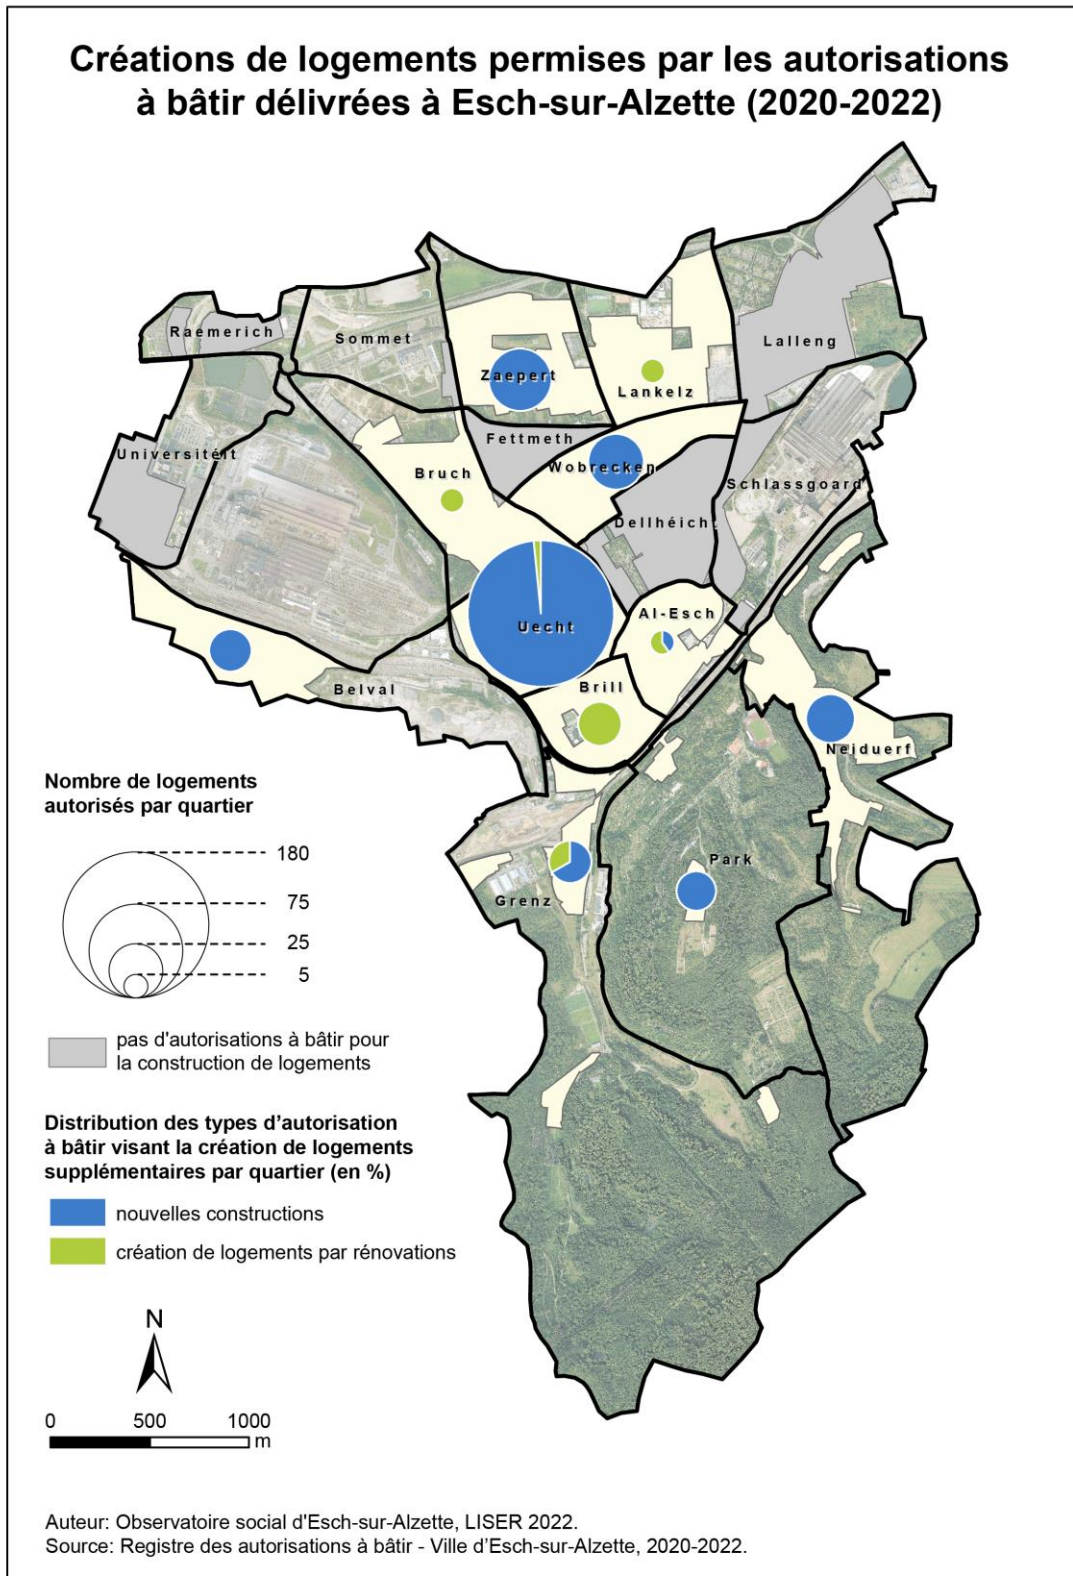 Créations de logements permises par les autorisations
à bâtir délivrées à Esch-sur-Alzette (2020-2022)
Raemerich
Sommet
Zaepert
Lankelz
Lalleng
Universitéit
Fettmeth
Bruch
Wobrecken
Schlassgoard
Dellhéicht
Uecht
Al-Esch
Belval
Brill
Neiduerf
Grenz
Park
Nombre de logements
autorisés par quartier
180
75
25
5
pas d'autorisations à bâtir pour
la construction de logements
Distribution des types d'autorisation
à bâtir visant la création de logements
supplémentaires par quartier (en %)
nouvelles constructions
création de logements par rénovations
N
0 500 1000
m
Auteur: Observatoire social d'Esch-sur-Alzette, LISER 2022.
Source: Registre des autorisations à bâtir - Ville d'Esch-sur-Alzette, 2020-2022.